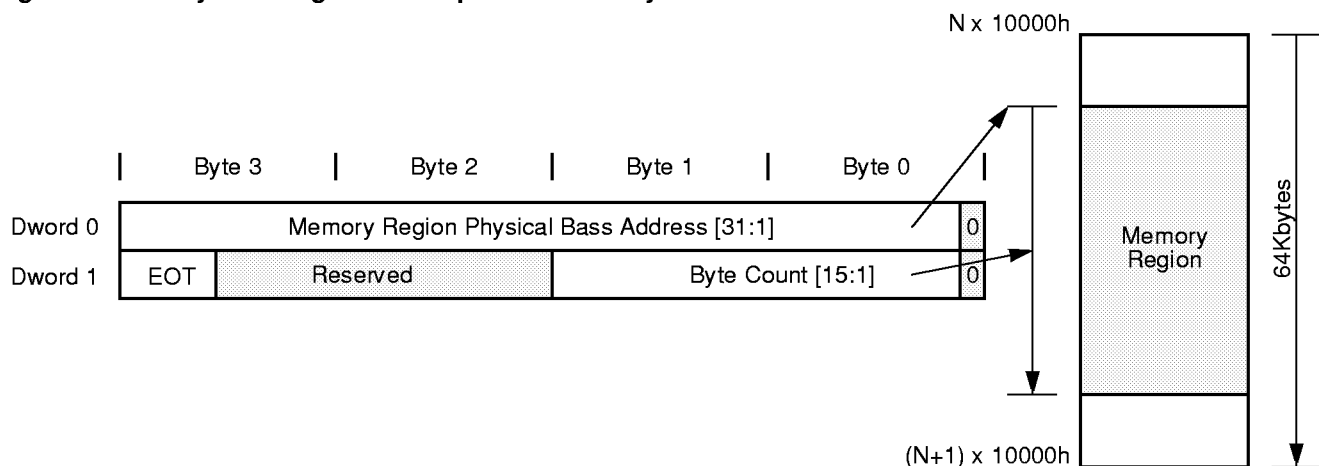 N x 10000h
Byte 3 Byte 2 Byte 1 Byte 0
Dword 0 Memory Region Physical Bass Address [31:1] 0
Dword 1 EOT Reserved Byte Count [15:1] 0
Memory
Region
64Kbytes
(N+1) x 10000h